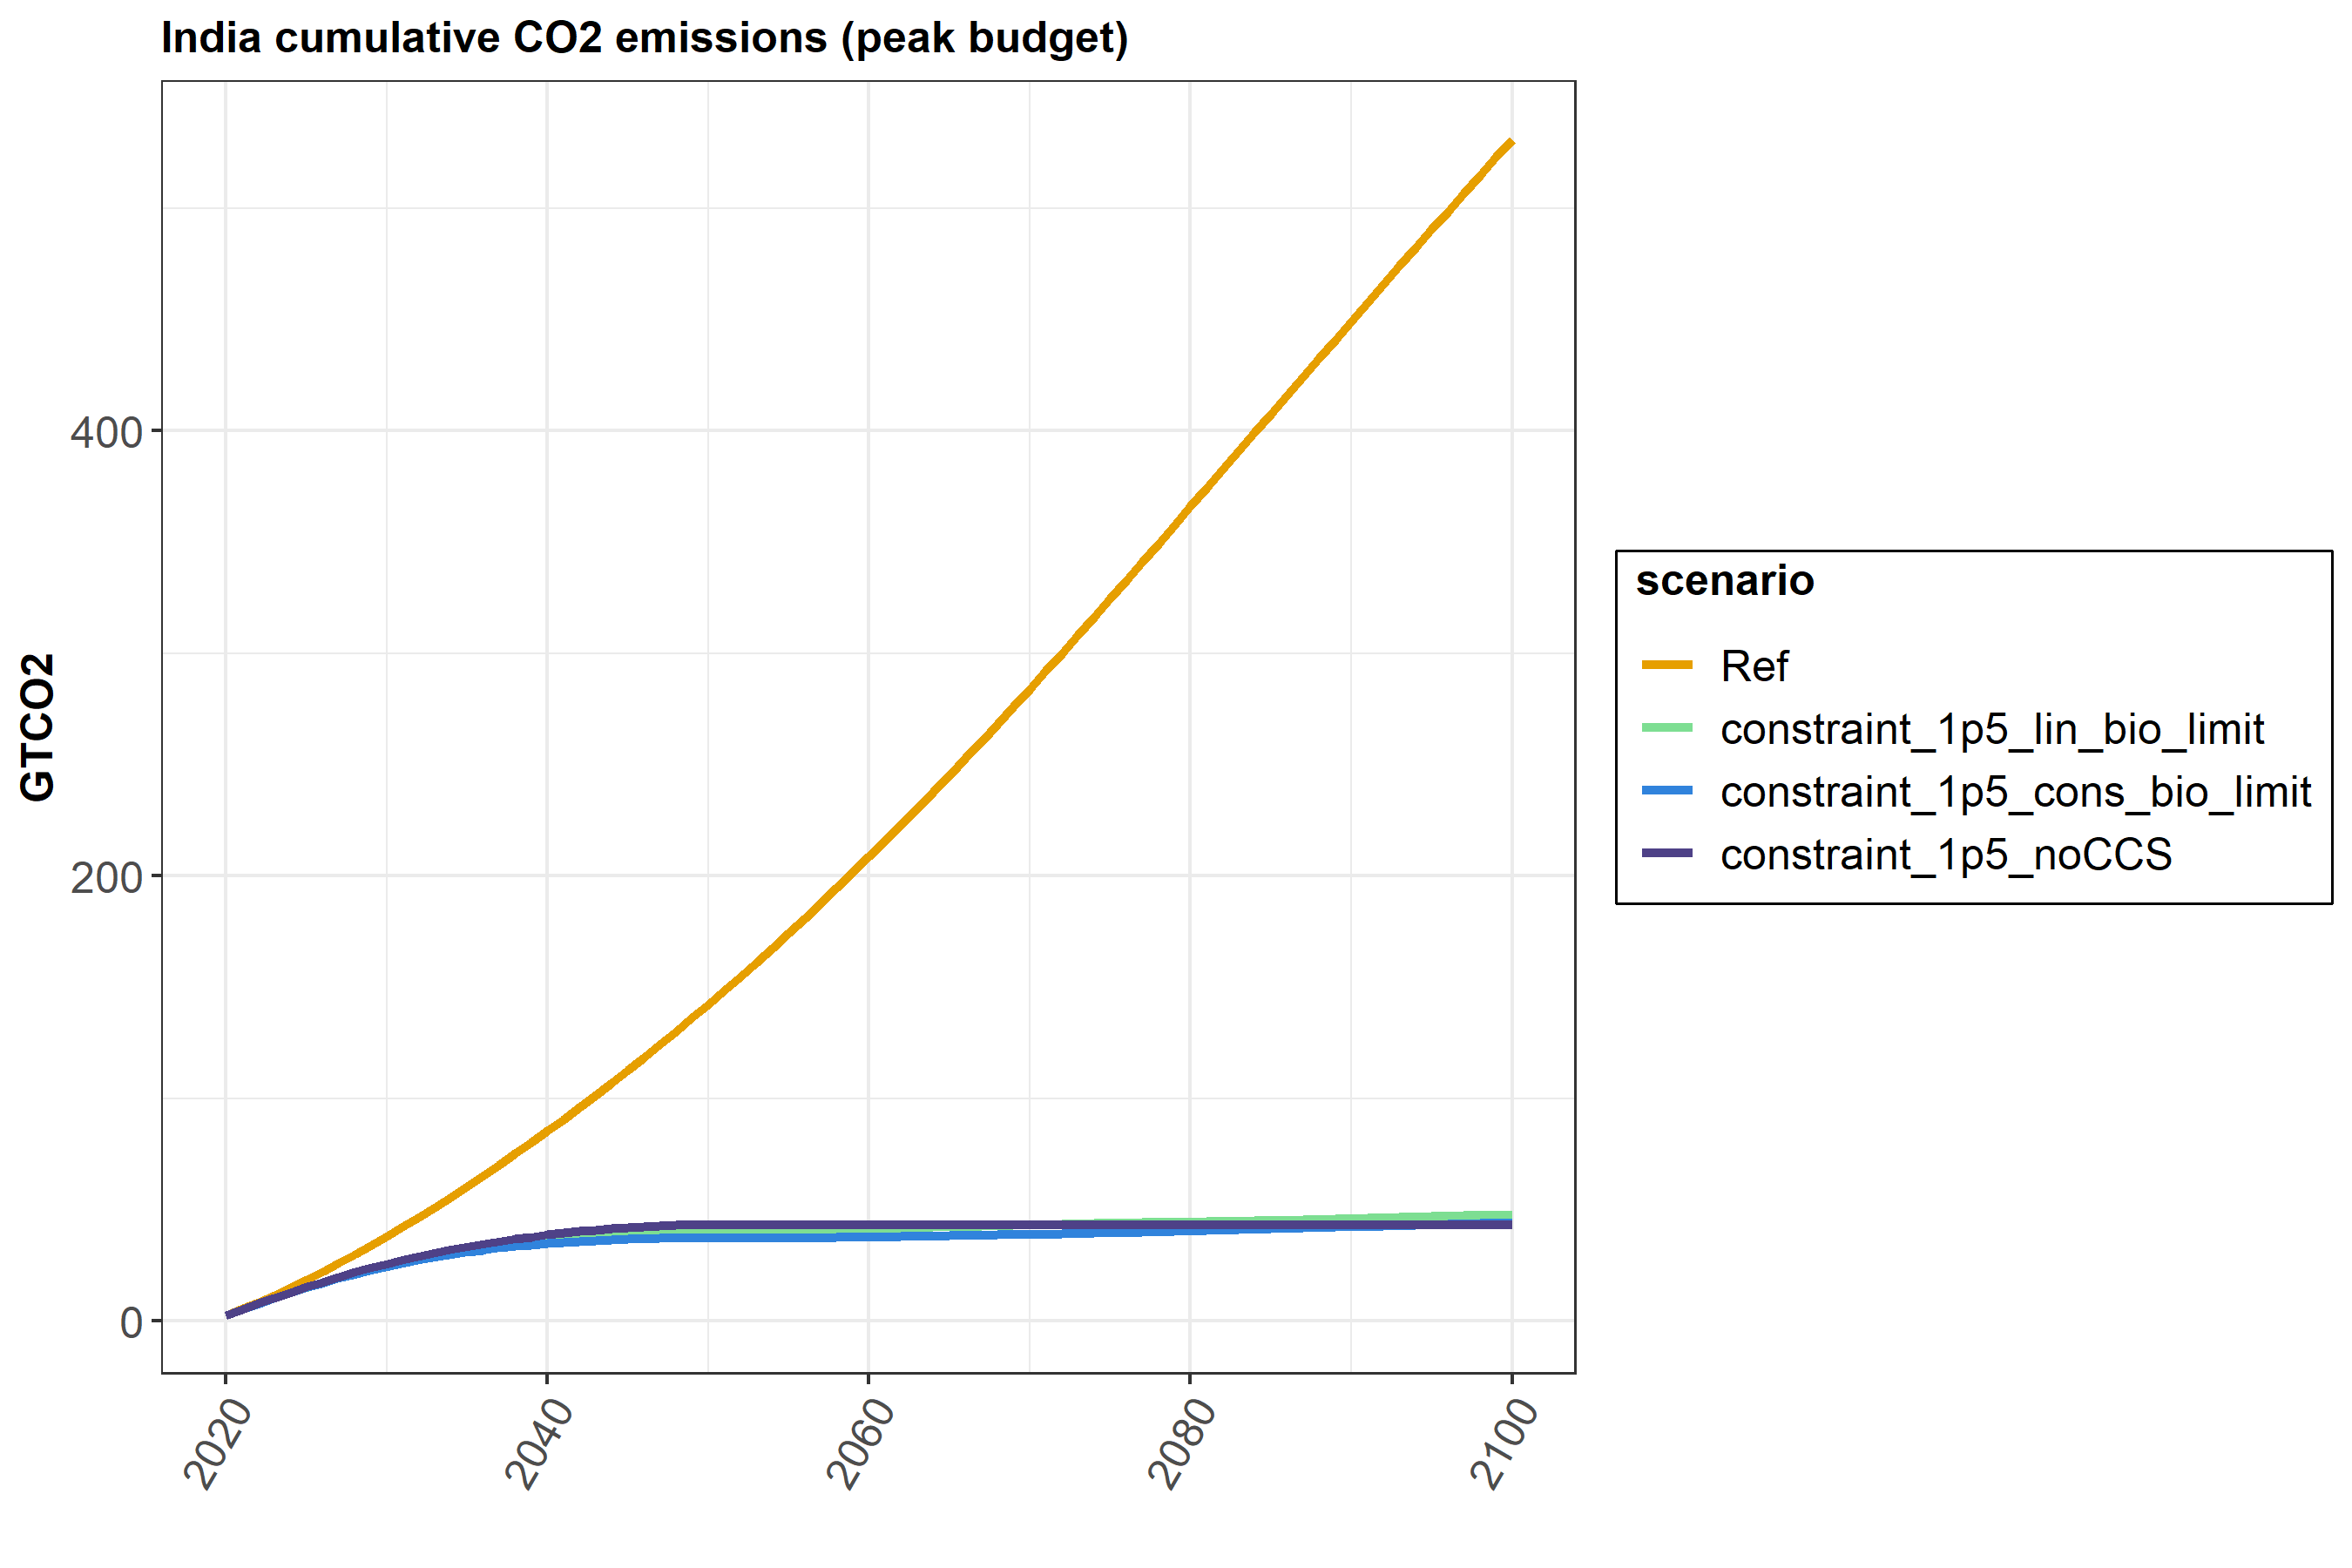 India cumulative CO2 emissions (peak budget)
GTCO2
400
200
0
2020
2040
2060
2080
2100
scenario
Ref
constraint_1p5_lin_bio_limit
constraint_1p5_cons_bio_limit
constraint_1p5_noCCS